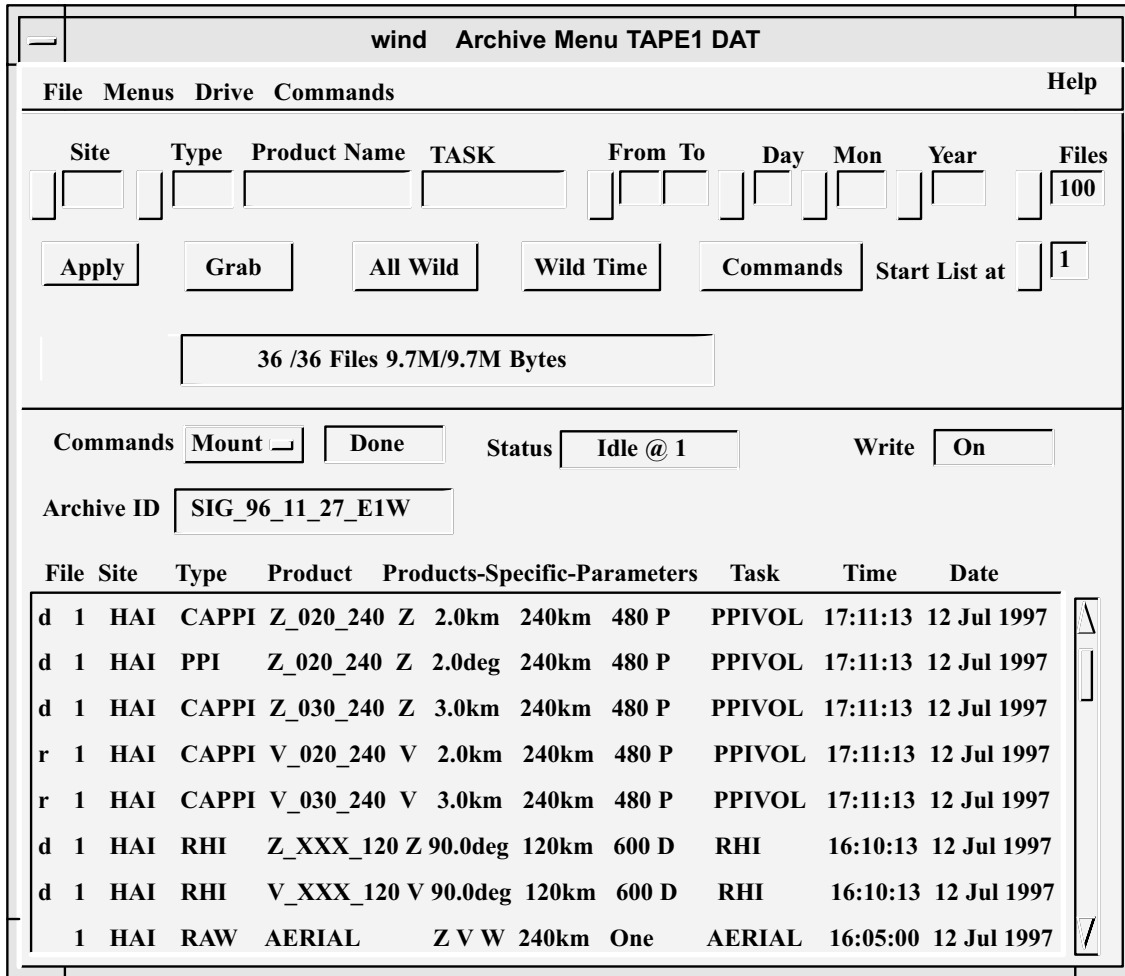 wind Archive Menu TAPE1 DAT
File Menus Drive Commands Help
Site Type Product Name TASK From To Day Mon Year Files
100
Apply Grab All Wild Wild Time Commands Start List at 1
36 /36 Files 9.7M/9.7M Bytes
Commands Mount Done Status Idle @ 1 Write On
Archive ID SIG_96_11_27_E1W
File Site Type Product Products-Specific-Parameters Task Time Date
d 1 HAI CAPPI Z_020_240 Z 2.0km 240km 480 P PPIVOL 17:11:13 12 Jul 1997
d 1 HAI PPI Z_020_240 Z 2.0deg 240km 480 P PPIVOL 17:11:13 12 Jul 1997
d 1 HAI CAPPI Z_030_240 Z 3.0km 240km 480 P PPIVOL 17:11:13 12 Jul 1997
r 1 HAI CAPPI V_020_240 V 2.0km 240km 480 P PPIVOL 17:11:13 12 Jul 1997
r 1 HAI CAPPI V_030_240 V 3.0km 240km 480 P PPIVOL 17:11:13 12 Jul 1997
d 1 HAI RHI Z_XXX_120 Z 90.0deg 120km 600 D RHI 16:10:13 12 Jul 1997
d 1 HAI RHI V_XXX_120 V 90.0deg 120km 600 D RHI 16:10:13 12 Jul 1997
1 HAI RAW AERIAL Z V W 240km One AERIAL 16:05:00 12 Jul 1997